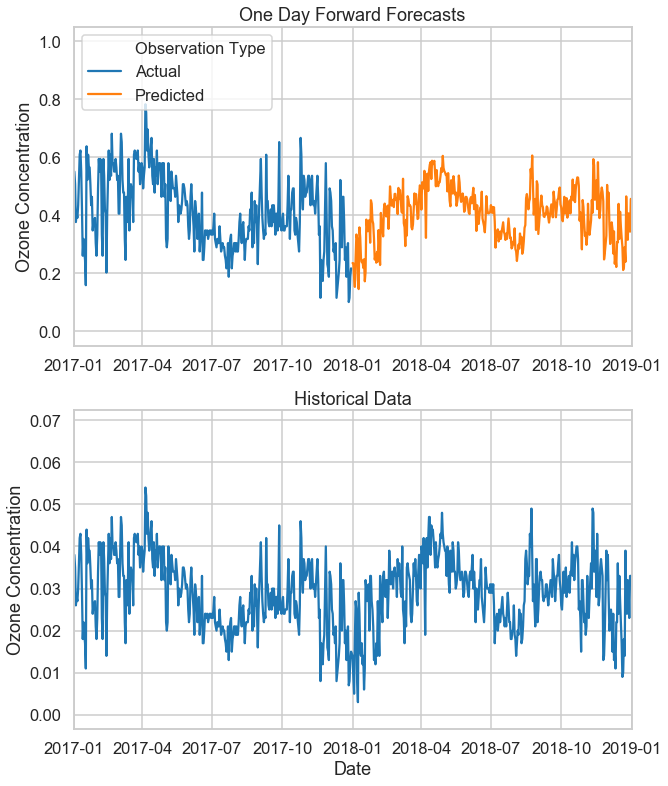 One Day Forward Forecasts
1.0
0.8
0.6
0.4
0.2
0.0
Ozone Concentration
Observation Type
Actual
Predicted
2017-01 2017-04 2017-07 2017-10 2018-01 2018-04 2018-07 2018-10 2019-01
Historical Data
0.07
0.06
0.05
0.04
0.03
0.02
0.01
0.00
Ozone Concentration
2017-01 2017-04 2017-07 2017-10 2018-01 2018-04 2018-07 2018-10 2019-01
Date